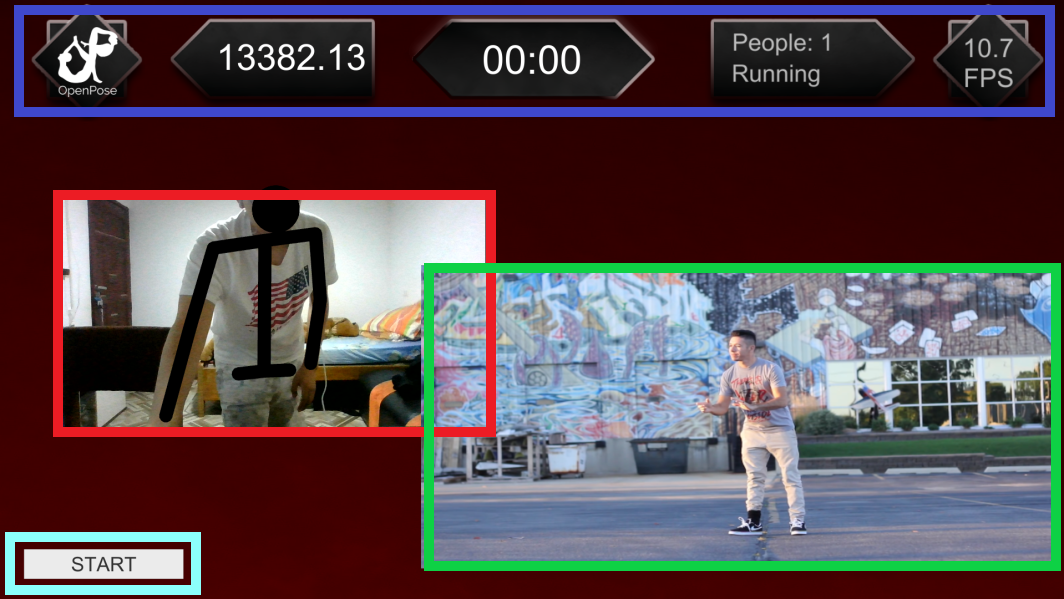 OpenPose
13382.13
00:00
People: 1
Running
10.7
FPS
START